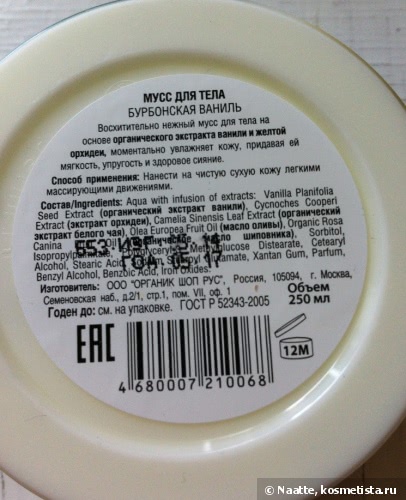 МУСС ДЛЯ ТЕЛА
БУРБОНСКАЯ ВАНИЛЬ
Восхитительно нежный мусс для тела на
основе органического экстракта ванили и желтой
орхидеи, моментально увлажняет кожу, придавая ей
мягкость, упругость и здоровое сияние.
Способ применения: Нанести на чистую сухую кожу легкими
массирующими движениями.
Состав/Ingredients: Aqua with infusion of extracts: Vanilla Planifolia
Seed Extract (органический экстракт ванили), Cycnoches Cooperi
Extract (экстракт орхидеи), Camelia Sinensis Leaf Extract (органический
экстракт белого чая), Olea Europea Fruit Oil (масло оливы), Organic Rosa
Canina масло шиповника), Sorbitol,
Isopropylpalmitate, Methylglucose Distearate, Cetearyl
Alcohol, Stearic Xantan Gum, Parfum,
Benzyl Alcohol, Benzoic Acid, Iron Oxides.
05 17
Изготовитель: ООО "ОРГАНИК ШОП РУС", Россия, 105094, г. Москва,
Семеновская наб., д.2/1, стр.1, пом. VII, оф. 1
Объем
250 мл
Годен до: см. на упаковке. ГОСТ Р 52343-2005
EAC
12M
4 680007 210068
© Naatte, kosmetista.ru